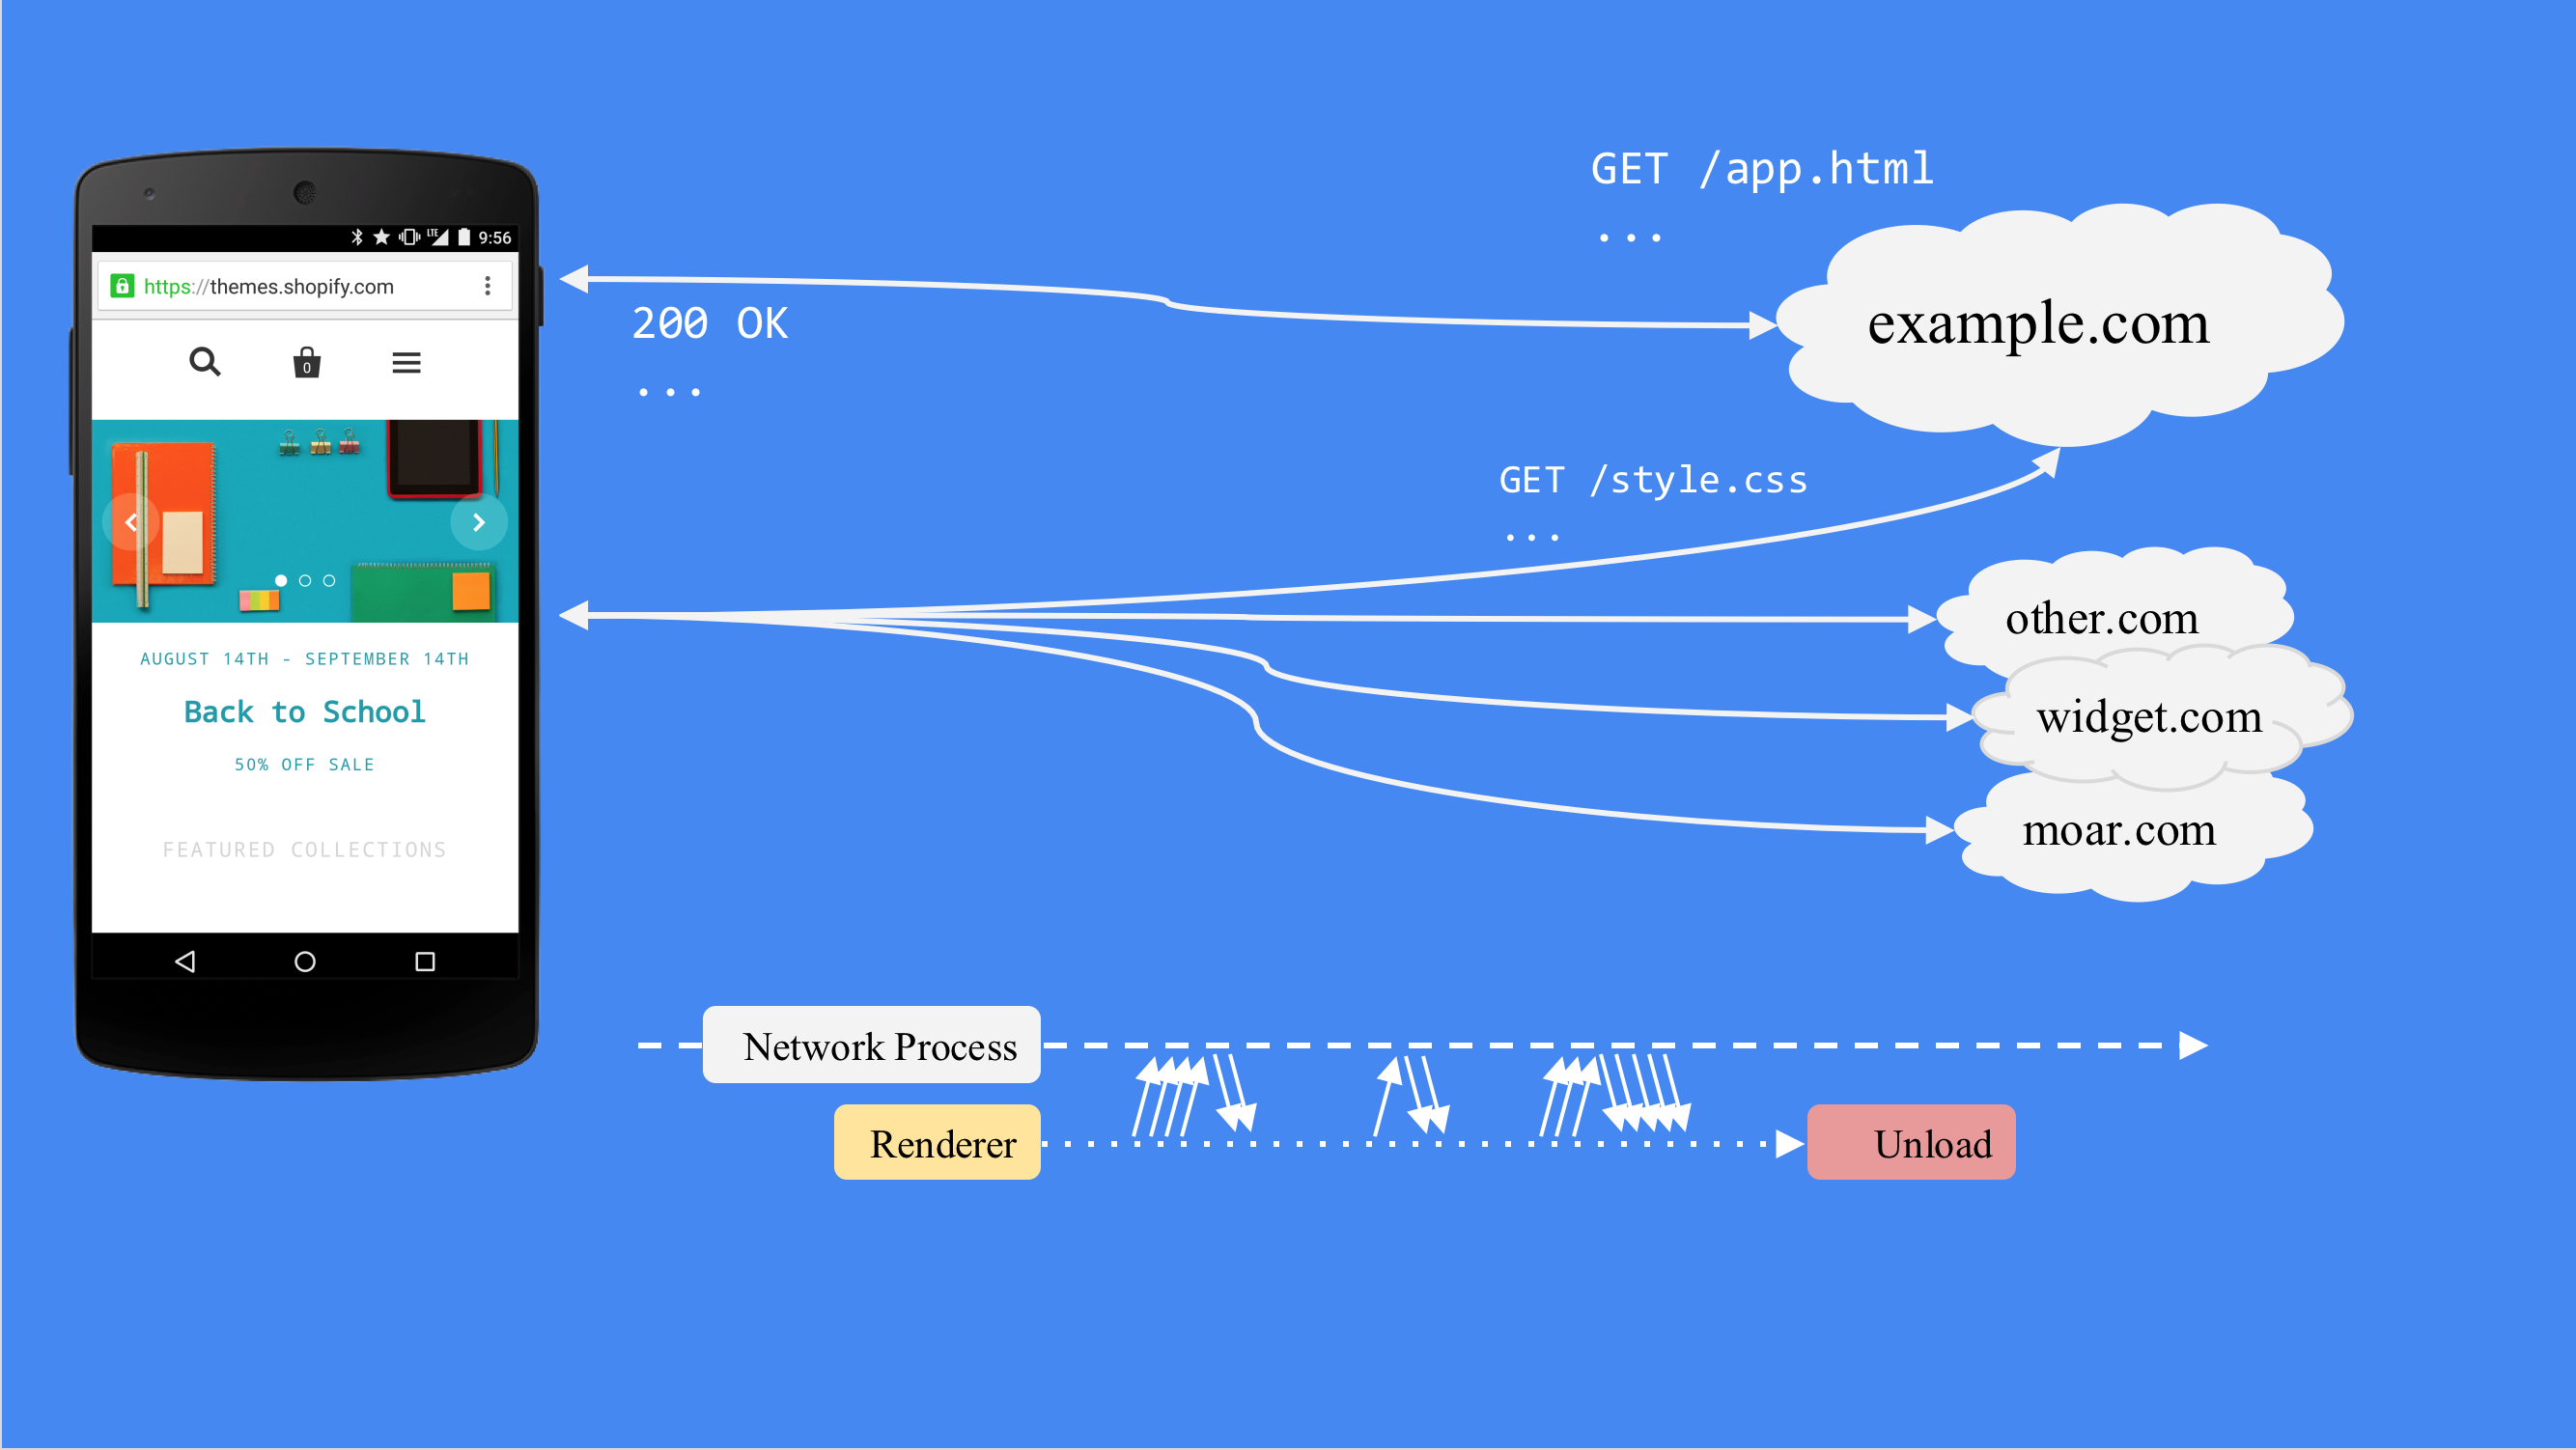 LTE 9:56
https://themes.shopify.com
0
AUGUST 14TH - SEPTEMBER 14TH
Back to School
50% OFF SALE
FEATURED COLLECTIONS
GET /app.html
...
example.com
200 OK
...
GET /style.css
...
other.com
widget.com
moar.com
Network Process
Renderer
Unload